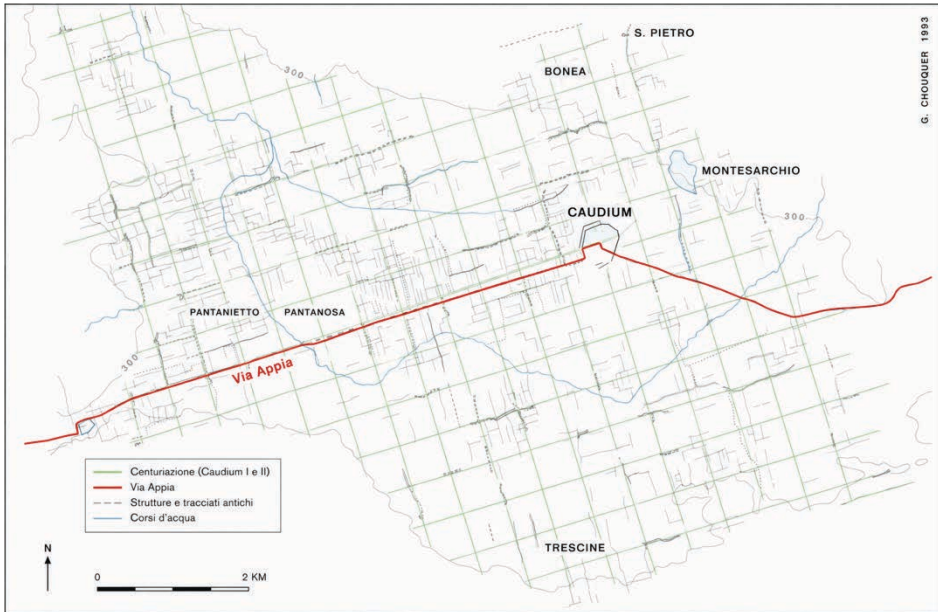 S. PIETRO
BONEA
G. CHOUQUER 1993
300
MONTESARCHIO
CAUDIUM
300
PANTANIETTO
PANTANOSA
300
Via Appia
Centuriazione (Caudium I e II)
Via Appia
Strutture e tracciati antichi
Corsi d'acqua
TRESCINE
N
0 2 KM